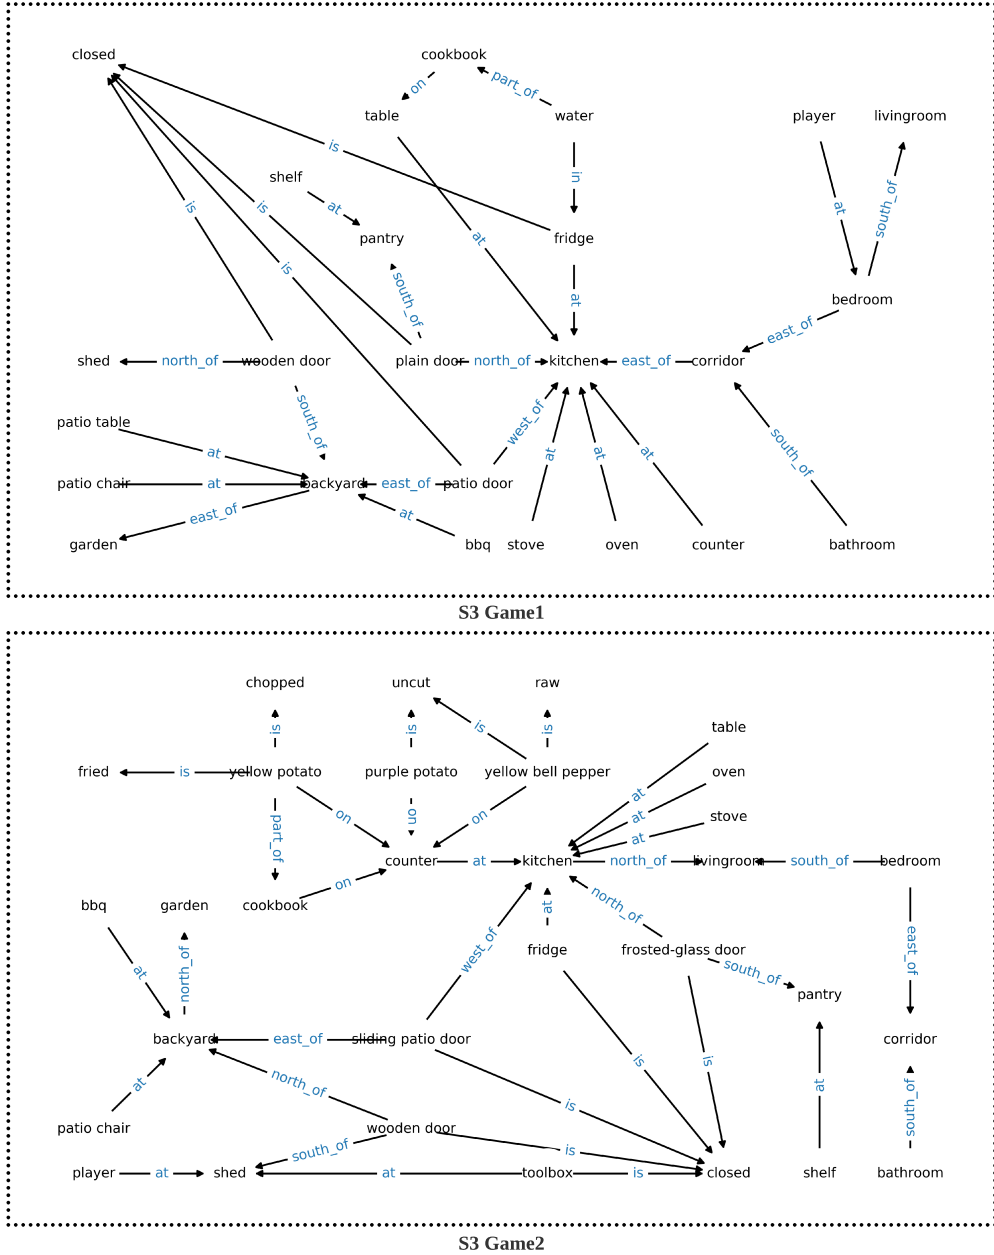 closed cookbook
on part_of
table water player livingroom
is
shelf in
is is at at south_of
pantry at fridge
is
south_of at bedroom
east_of
shed north_of wooden door plain door north_of kitchen east_of corridor
patio table south_of west_of
at at at at south_of
patio chair at backyard east_of patio door
east_of at
garden bbq stove oven counter bathroom
S3 Game1
chopped uncut raw
is is is is table
fried is yellow potato purple potato yellow bell pepper oven
at
part_of on on on at stove
at
counter at kitchen north_of livingroom south_of bedroom
on
bbq garden cookbook at north_of
west_of fridge frosted-glass door east_of
at north_of south_of
pantry
backyard east_of sliding patio door corridor
at north_of is is at south_of
is
patio chair wooden door
south_of is
player at shed at toolbox is closed shelf bathroom
S3 Game2